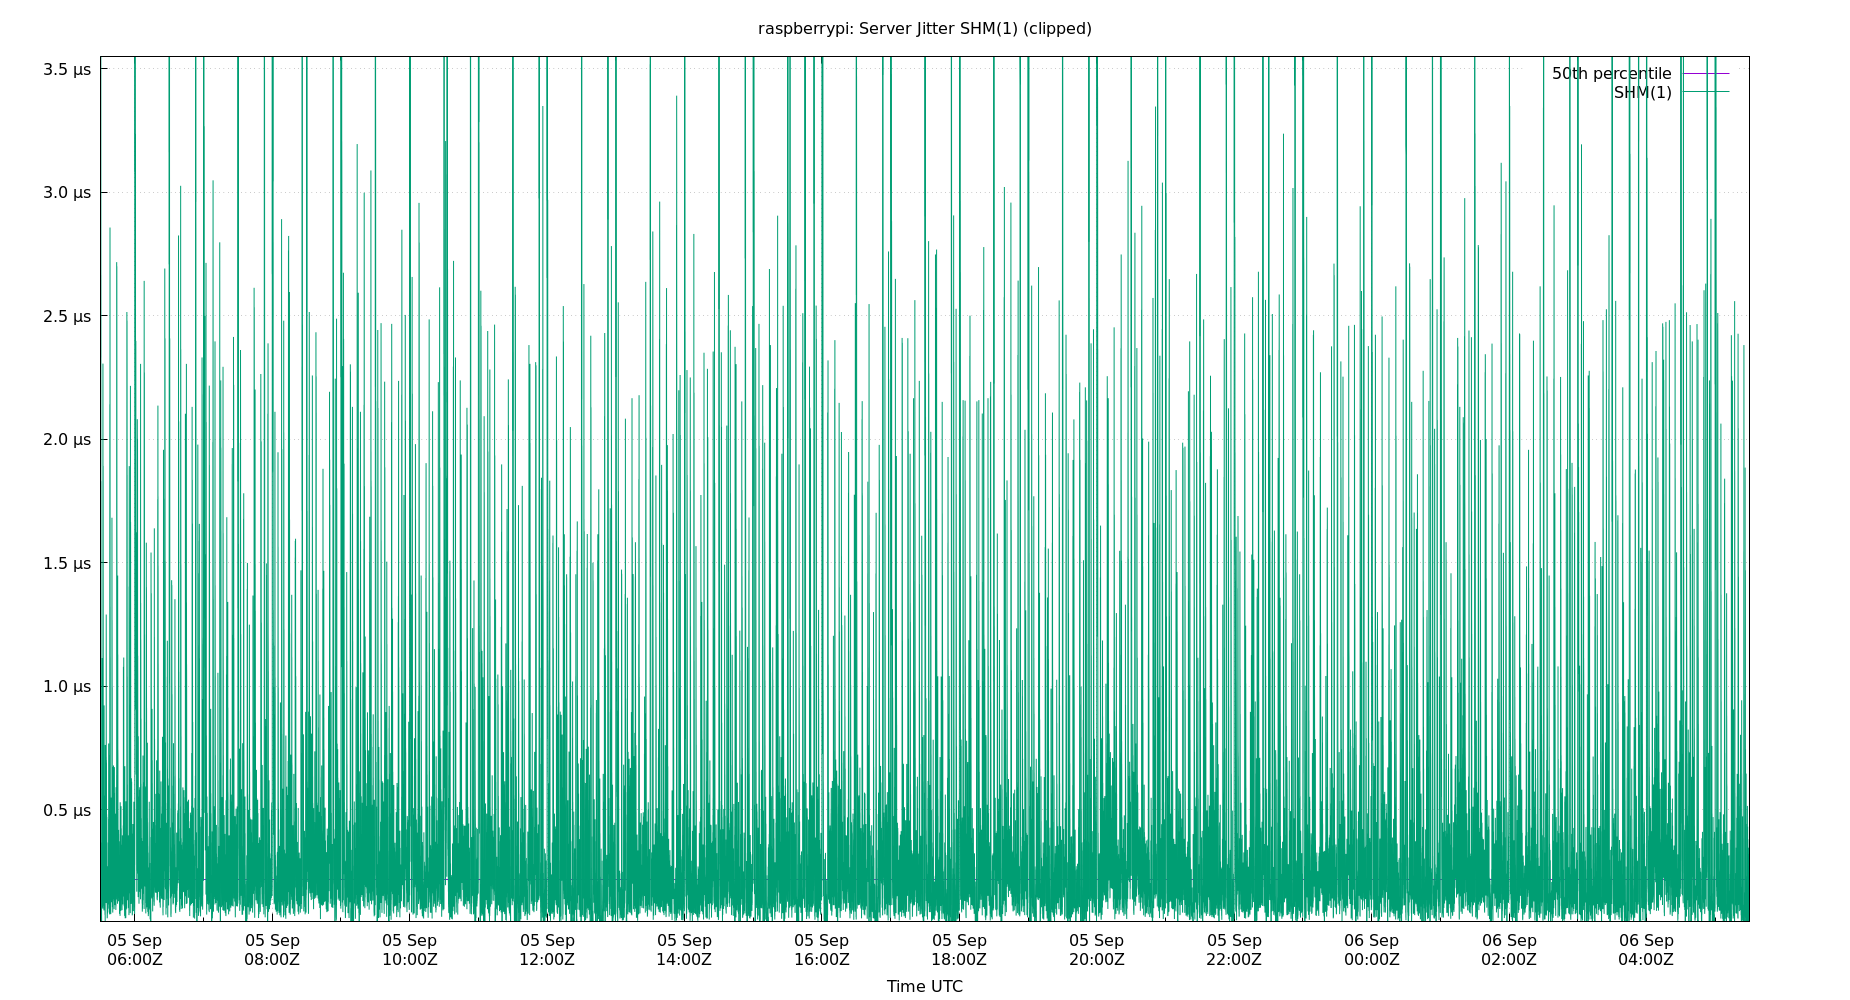 raspberrypi: Server Jitter SHM(1) (clipped)
3.5 µs
3.0 µs
2.5 µs
2.0 µs
1.5 µs
1.0 µs
0.5 µs
50th percentile
SHM(1)
05 Sep 05 Sep 05 Sep 05 Sep 05 Sep 05 Sep 05 Sep 05 Sep 05 Sep 06 Sep 06 Sep 06 Sep
06:00Z 08:00Z 10:00Z 12:00Z 14:00Z 16:00Z 18:00Z 20:00Z 22:00Z 00:00Z 02:00Z 04:00Z
Time UTC